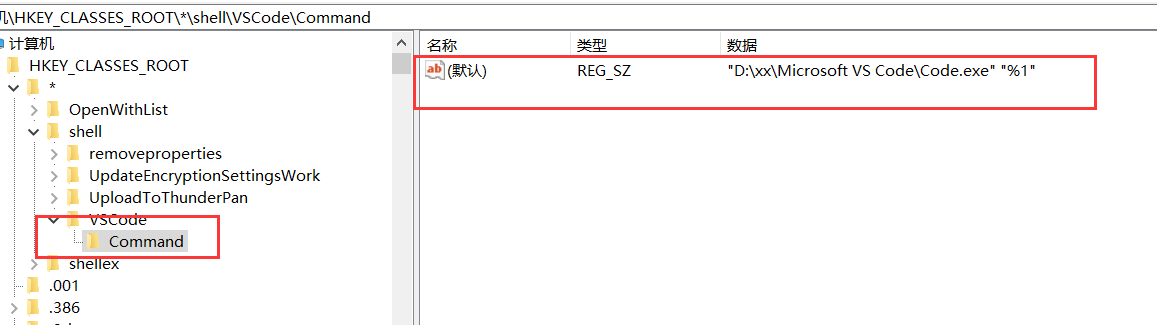 机\HKEY_CLASSES_ROOT\*\shell\VSCode\Command
计算机
HKEY_CLASSES_ROOT
*
OpenWithList
shell
removeproperties
UpdateEncryptionSettingsWork
UploadToThunderPan
VSCode
Command
shellex
.001
.386
名称 类型 数据
ab (默认) REG_SZ "D:\xx\Microsoft VS Code\Code.exe" "%1"